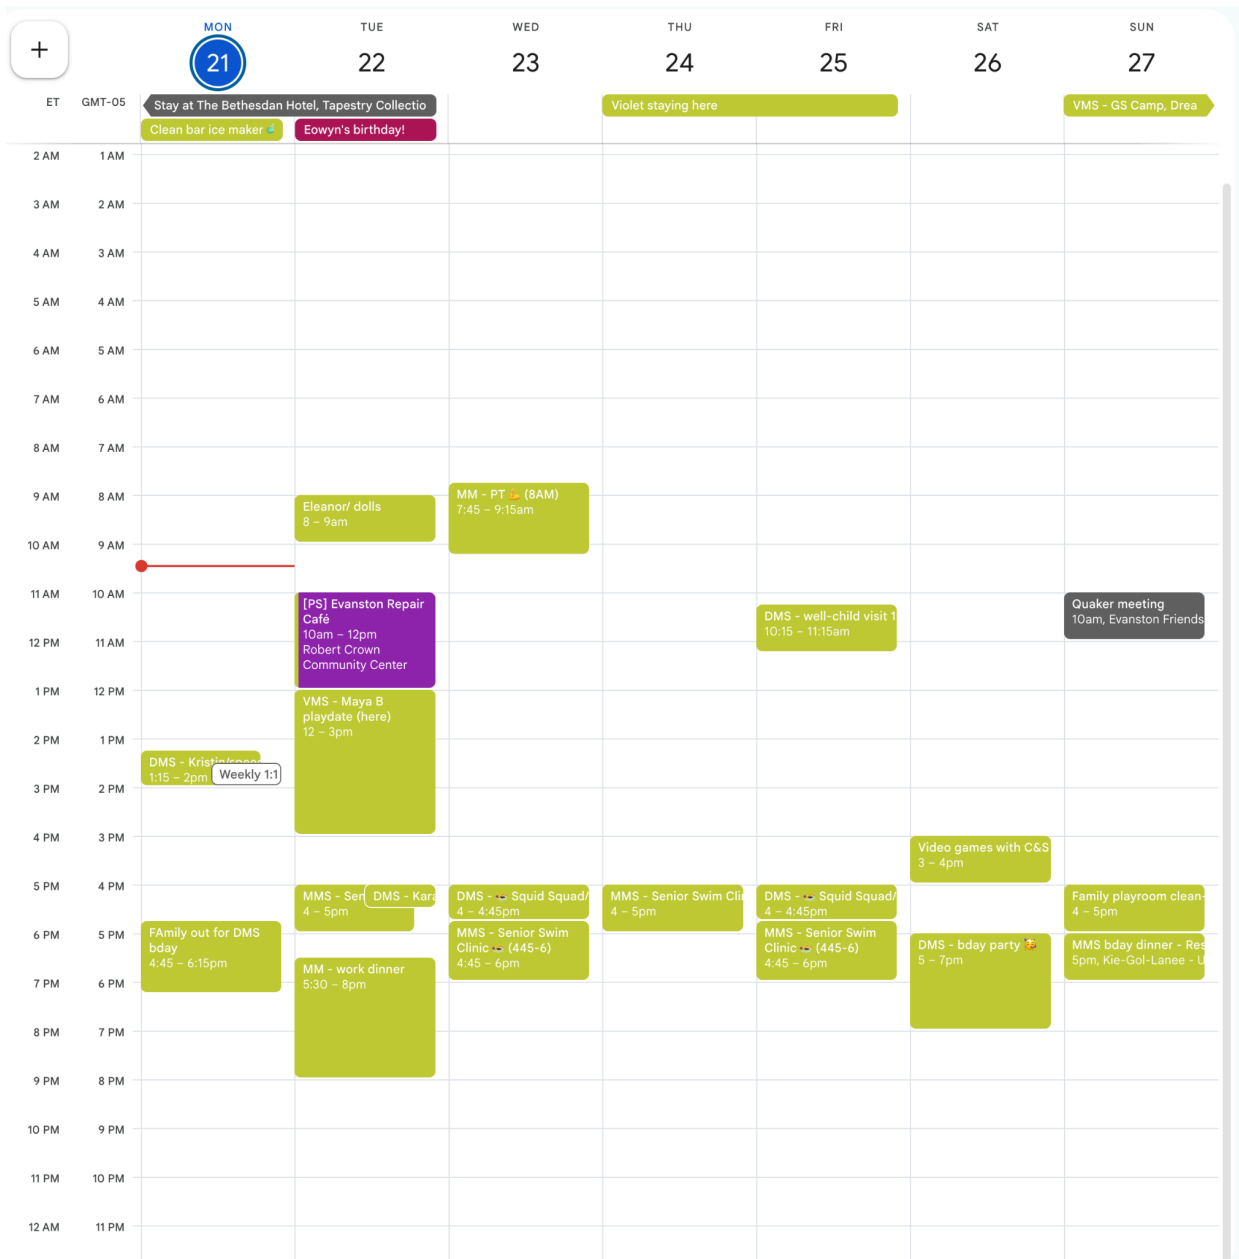 MON
TUE
WED
THU
FRI
SAT
SUN
+
21
22
23
24
25
26
27
ET GMT-05
Stay at The Bethesdan Hotel, Tapestry Collectio
Violet staying here
VMS - GS Camp, Drea
Clean bar ice maker
Eowyn's birthday!
2 AM 1 AM
3 AM 2 AM
4 AM 3 AM
5 AM 4 AM
6 AM 5 AM
7 AM 6 AM
8 AM 7 AM
9 AM 8 AM
10 AM 9 AM
11 AM 10 AM
12 PM 11 AM
1 PM 12 PM
2 PM 1 PM
3 PM 2 PM
4 PM 3 PM
5 PM 4 PM
6 PM 5 PM
7 PM 6 PM
8 PM 7 PM
9 PM 8 PM
10 PM 9 PM
11 PM 10 PM
12 AM 11 PM
DMS - Kristin/
1:15 – 2pm
Weekly 1:1
FAmily out for DMS
bday
4:45 – 6:15pm
Eleanor/ dolls
8 – 9am
[PS] Evanston Repair
Café
10am – 12pm
Robert Crown
Community Center
VMS - Maya B
playdate (here)
12 – 3pm
MMS - Sen
4 – 5pm
DMS - Kara
MM - work dinner
5:30 – 8pm
MM - PT 💪 (8AM)
7:45 – 9:15am
DMS - Squid Squad/
4 – 4:45pm
MMS - Senior Swim
Clinic (445-6)
4:45 – 6pm
MMS - Senior Swim Cli
4 – 5pm
DMS - well-child visit 1
10:15 – 11:15am
DMS - Squid Squad/
4 – 4:45pm
MMS - Senior Swim
Clinic (445-6)
4:45 – 6pm
Video games with C&S
3 – 4pm
DMS - bday party 🥰
5 – 7pm
Quaker meeting
10am, Evanston Friends
Family playroom clean-
4 – 5pm
MMS bday dinner - Res
5pm, Kie-Gol-Lanee - U